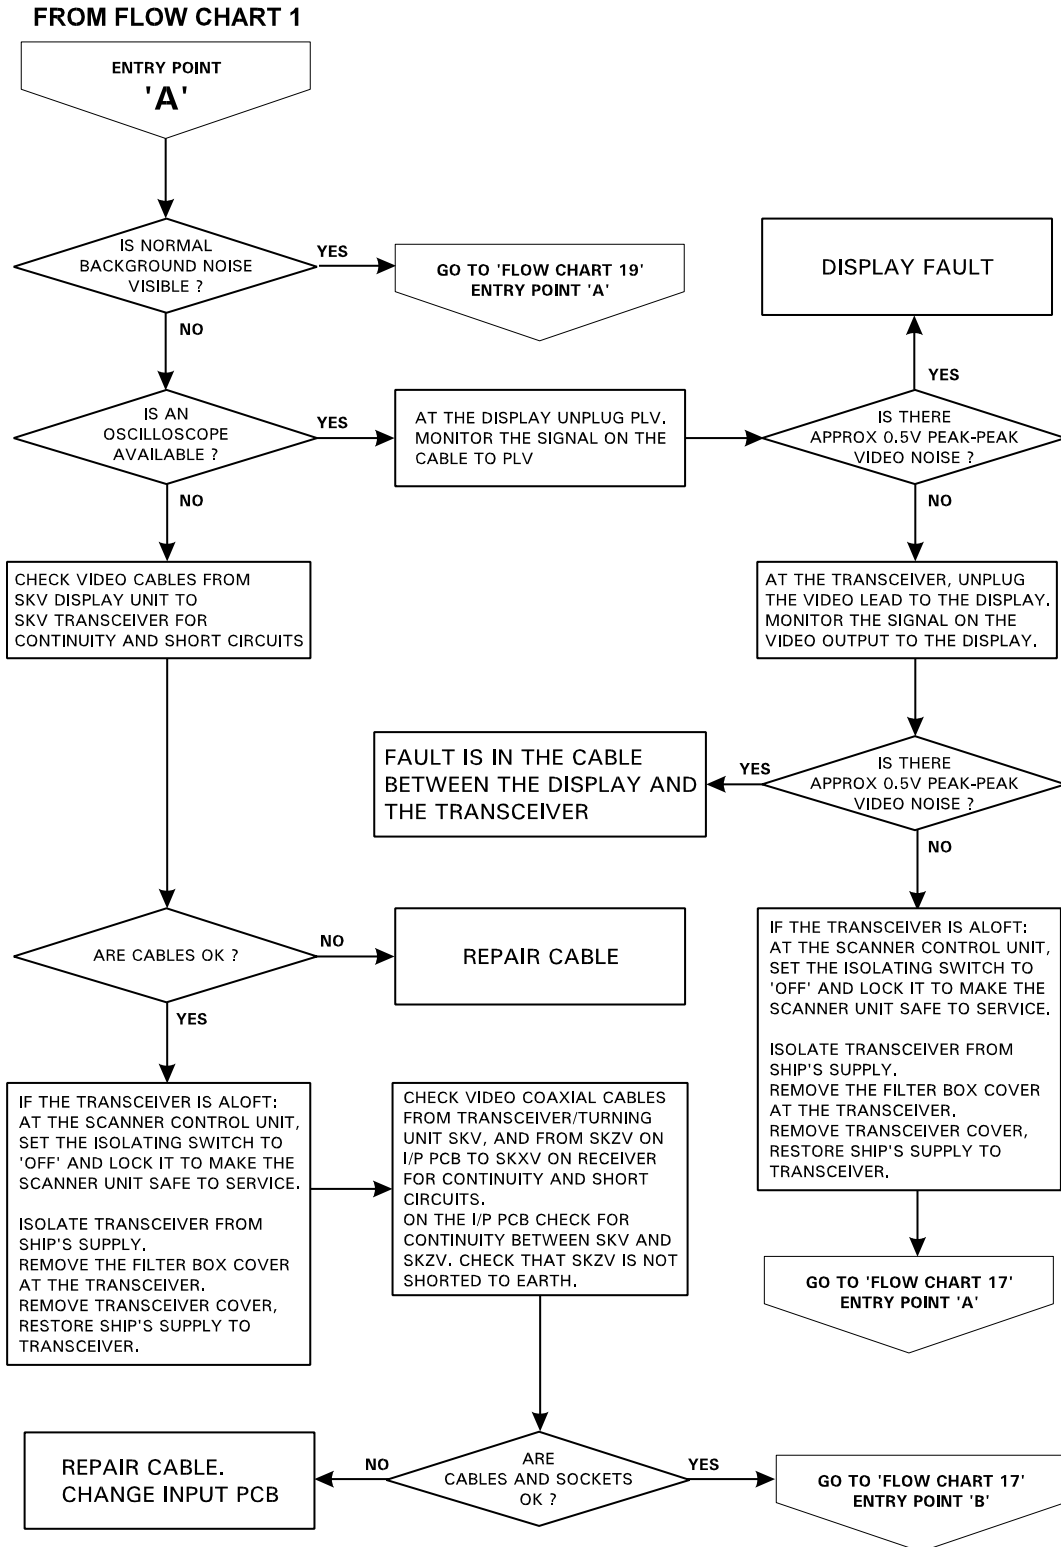 FROM FLOW CHART 1
ENTRY POINT
'A'
IS NORMAL
BACKGROUND NOISE
VISIBLE ?
YES
GO TO 'FLOW CHART 19'
ENTRY POINT 'A'
NO
IS AN
OSCILLOSCOPE
AVAILABLE ?
YES
AT THE DISPLAY UNPLUG PLV.
MONITOR THE SIGNAL ON THE
CABLE TO PLV
IS THERE
APPROX 0.5V PEAK-PEAK
VIDEO NOISE ?
YES
DISPLAY FAULT
NO
AT THE TRANSCEIVER, UNPLUG
THE VIDEO LEAD TO THE DISPLAY.
MONITOR THE SIGNAL ON THE
VIDEO OUTPUT TO THE DISPLAY.
IS THERE
APPROX 0.5V PEAK-PEAK
VIDEO NOISE ?
YES
FAULT IS IN THE CABLE
BETWEEN THE DISPLAY AND
THE TRANSCEIVER
NO
IF THE TRANSCEIVER IS ALOFT:
AT THE SCANNER CONTROL UNIT,
SET THE ISOLATING SWITCH TO
'OFF' AND LOCK IT TO MAKE THE
SCANNER UNIT SAFE TO SERVICE.
ISOLATE TRANSCEIVER FROM
SHIP'S SUPPLY.
REMOVE THE FILTER BOX COVER
AT THE TRANSCEIVER.
REMOVE TRANSCEIVER COVER,
RESTORE SHIP'S SUPPLY TO
TRANSCEIVER.
GO TO 'FLOW CHART 17'
ENTRY POINT 'A'
NO
CHECK VIDEO CABLES FROM
SKV DISPLAY UNIT TO
SKV TRANSCEIVER FOR
CONTINUITY AND SHORT CIRCUITS
ARE CABLES OK ?
NO
REPAIR CABLE
YES
IF THE TRANSCEIVER IS ALOFT:
AT THE SCANNER CONTROL UNIT,
SET THE ISOLATING SWITCH TO
'OFF' AND LOCK IT TO MAKE THE
SCANNER UNIT SAFE TO SERVICE.
ISOLATE TRANSCEIVER FROM
SHIP'S SUPPLY.
REMOVE THE FILTER BOX COVER
AT THE TRANSCEIVER.
REMOVE TRANSCEIVER COVER,
RESTORE SHIP'S SUPPLY TO
TRANSCEIVER.
CHECK VIDEO COAXIAL CABLES
FROM TRANSCEIVER/TURNING
UNIT SKV, AND FROM SKZV ON
I/P PCB TO SKXV ON RECEIVER
FOR CONTINUITY AND SHORT
CIRCUITS.
ON THE I/P PCB CHECK FOR
CONTINUITY BETWEEN SKV AND
SKZV. CHECK THAT SKZV IS NOT
SHORTED TO EARTH.
ARE
CABLES AND SOCKETS
OK ?
NO
REPAIR CABLE.
CHANGE INPUT PCB
YES
GO TO 'FLOW CHART 17'
ENTRY POINT 'B'